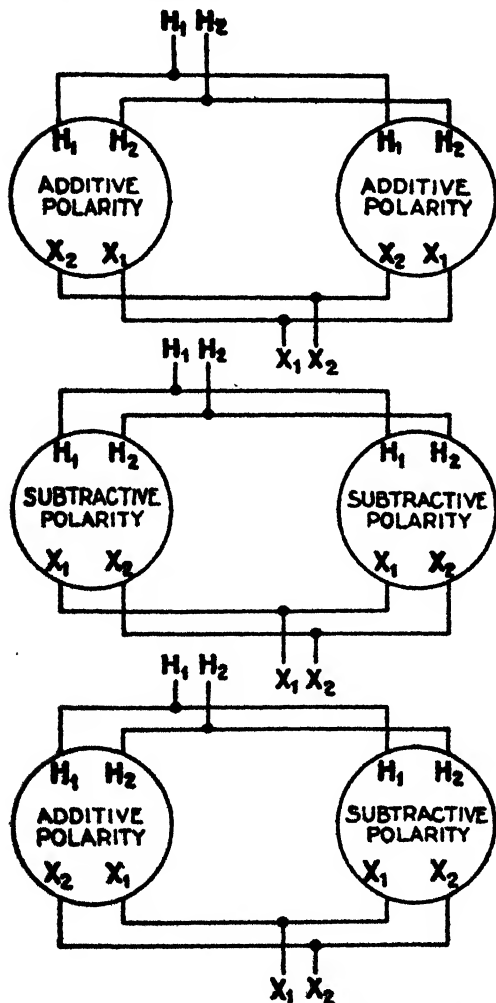 H₁ H₂
H₁ H₂ H₁ H₂
ADDITIVE POLARITY ADDITIVE POLARITY
X₂ X₁ X₂ X₁
X₁ X₂
H₁ H₂
H₁ H₂ H₁ H₂
SUBTRACTIVE POLARITY SUBTRACTIVE POLARITY
X₁ X₂ X₁ X₂
X₁ X₂
H₁ H₂
H₁ H₂ H₁ H₂
ADDITIVE POLARITY SUBTRACTIVE POLARITY
X₂ X₁ X₁ X₂
X₁ X₂